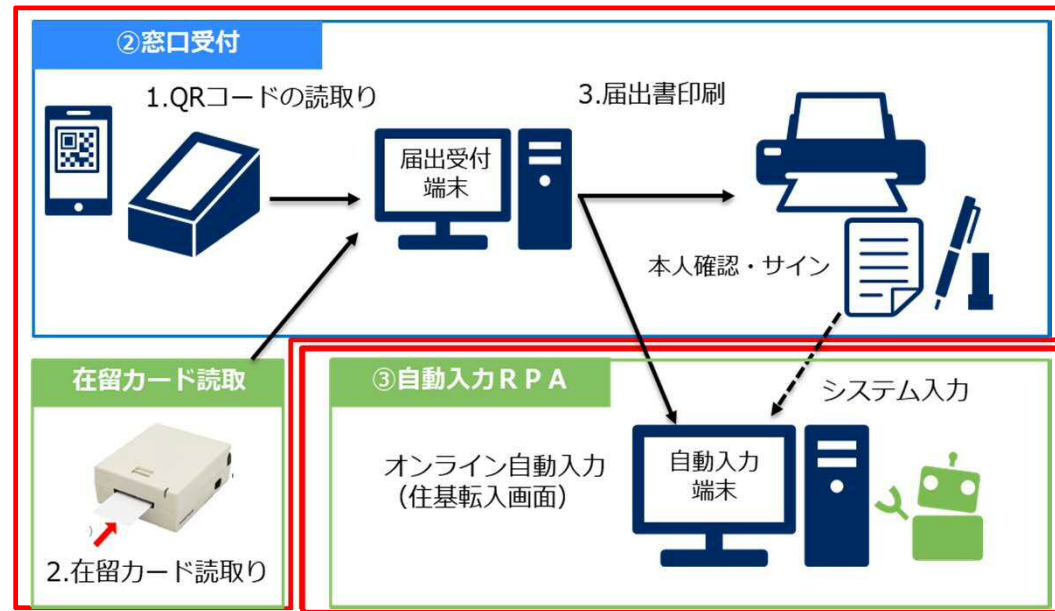 ②窓口受付
1.QRコードの読取り
3.届出書印刷
届出受付
端末
本人確認・サイン
在留カード読取
2.在留カード読取り
③自動入力ＲＰＡ
システム入力
オンライン自動入力
（住基転入画面）
自動入力
端末